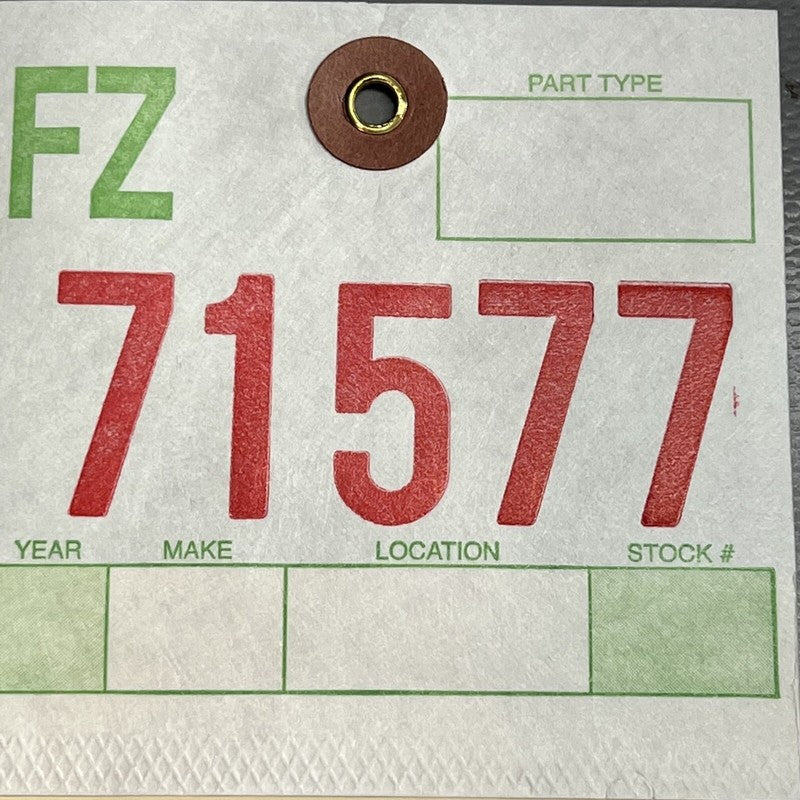 FZ
PART TYPE
71577
YEAR MAKE LOCATION STOCK #